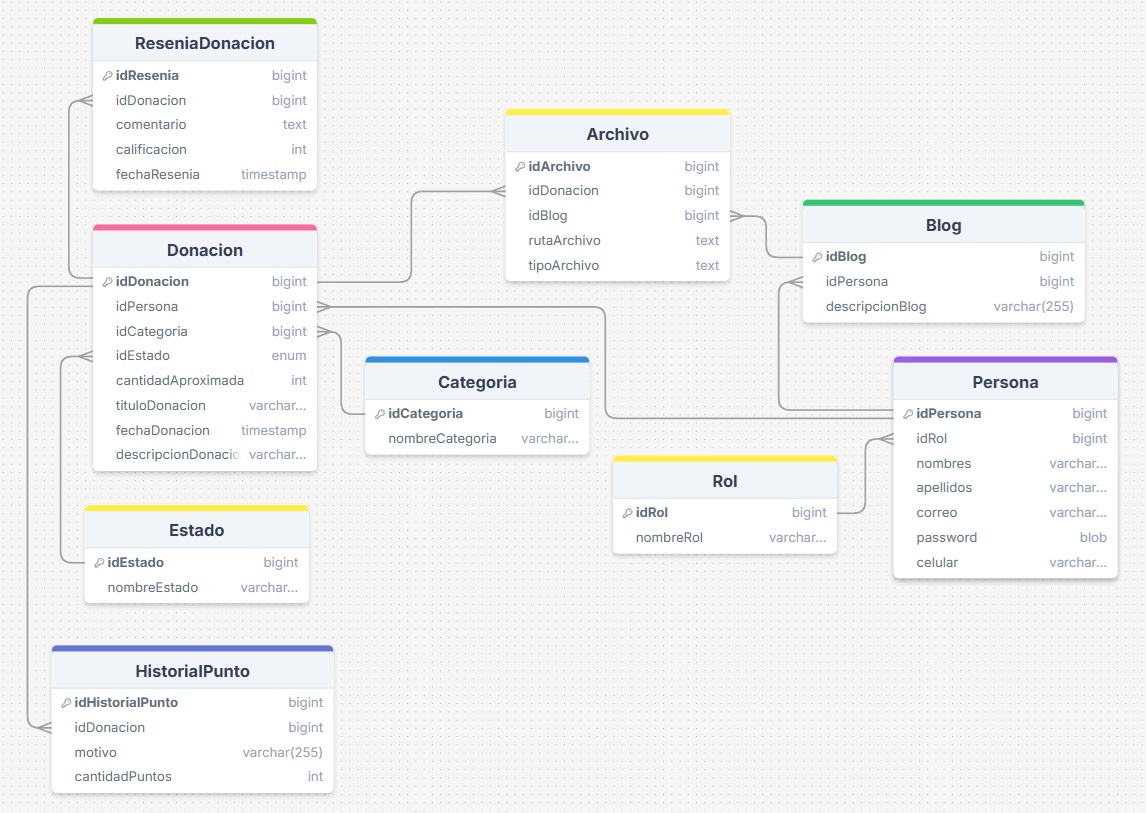 ReseniaDonacion
idResenia bigint
idDonacion bigint
comentario text
calificacion int
fechaResenia timestamp
Donacion
idDonacion bigint
idPersona bigint
idCategoria bigint
idEstado enum
cantidadAproximada int
tituloDonacion varchar...
fechaDonacion timestamp
descripcionDonacio varchar...
Estado
idEstado bigint
nombreEstado varchar...
HistorialPunto
idHistorialPunto bigint
idDonacion bigint
motivo varchar(255)
cantidadPuntos int
Archivo
idArchivo bigint
idDonacion bigint
idBlog bigint
rutaArchivo text
tipoArchivo text
Categoria
idCategoria bigint
nombreCategoria varchar...
Rol
idRol bigint
nombreRol varchar...
Blog
idBlog bigint
idPersona bigint
descripcionBlog varchar(255)
Persona
idPersona bigint
idRol bigint
nombres varchar...
apellidos varchar...
correo varchar...
password blob
celular varchar...